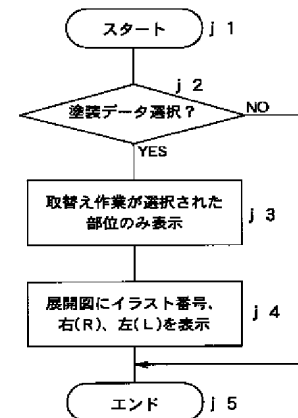 スタート
j 1
j 2
塗装データ選択？
NO
YES
取替え作業が選択された
部位のみ表示
j 3
展開図にイラスト番号、
右(R)、左(L)を表示
j 4
エンド
j 5